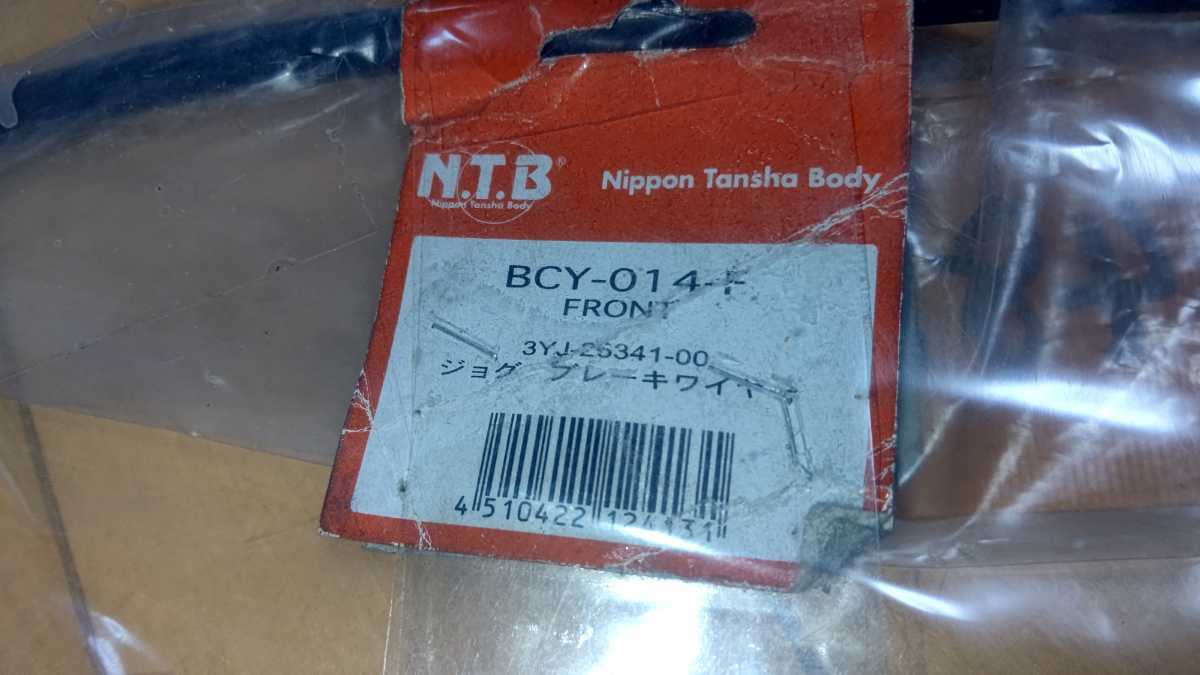 N.T.B®
Nippon Tansha Body
Nippon Tansha Body
BCY-014-F
FRONT
3YJ-26341-00
ジョグ ブレーキワイヤ
4 510422 124131